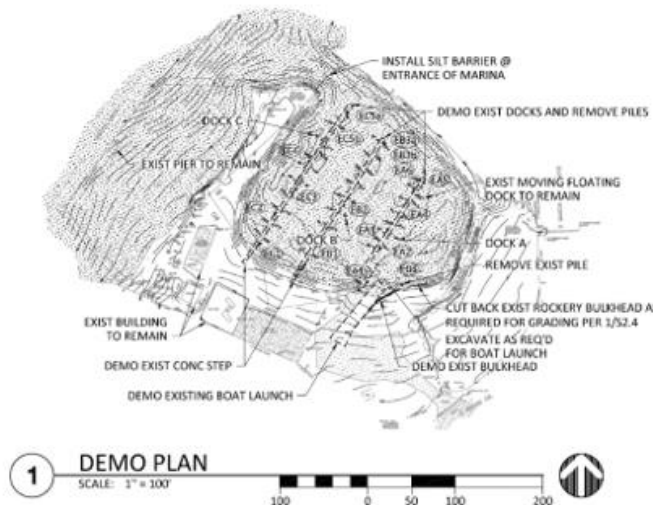 INSTALL SILT BARRIER @
ENTRANCE OF MARINA
DOCK C
DEMO EXIST DOCKS AND REMOVE PILES
EXIST PIER TO REMAIN
EXIST MOVING FLOATING
DOCK TO REMAIN
DOCK B
DOCK A
REMOVE EXIST PILE
CUT BACK EXIST ROCKERY BULKHEAD A
REQUIRED FOR GRADING PER 1/S2.4
EXIST BUILDING
TO REMAIN
EXCAVATE AS REQ'D
FOR BOAT LAUNCH
DEMO EXIST CONC STEP
DEMO EXIST BULKHEAD
DEMO EXISTING BOAT LAUNCH
1
DEMO PLAN
SCALE: 1" = 100'
100 0 50 100 200